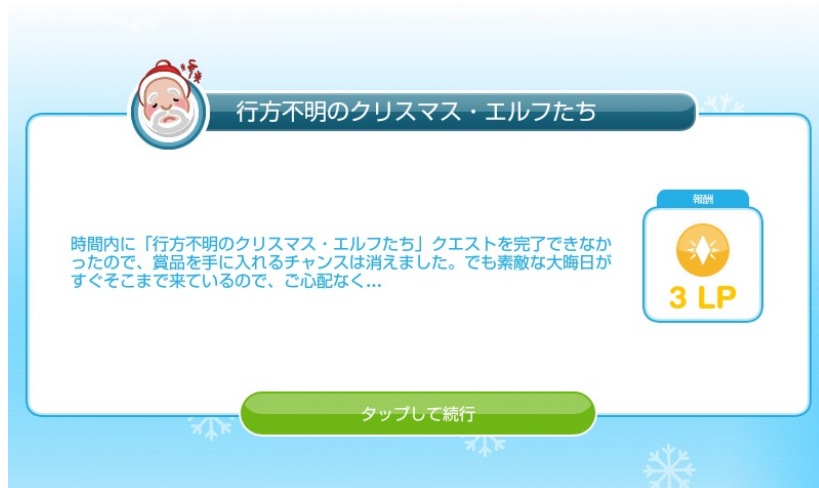 行方不明のクリスマス・エルフたち
時間内に「行方不明のクリスマス・エルフたち」クエストを完了できなか
ったので、賞品を手に入れるチャンスは消えました。でも素敵な大晦日が
すぐそこまで来ているので、ご心配なく...
報酬
3 LP
タップして続行